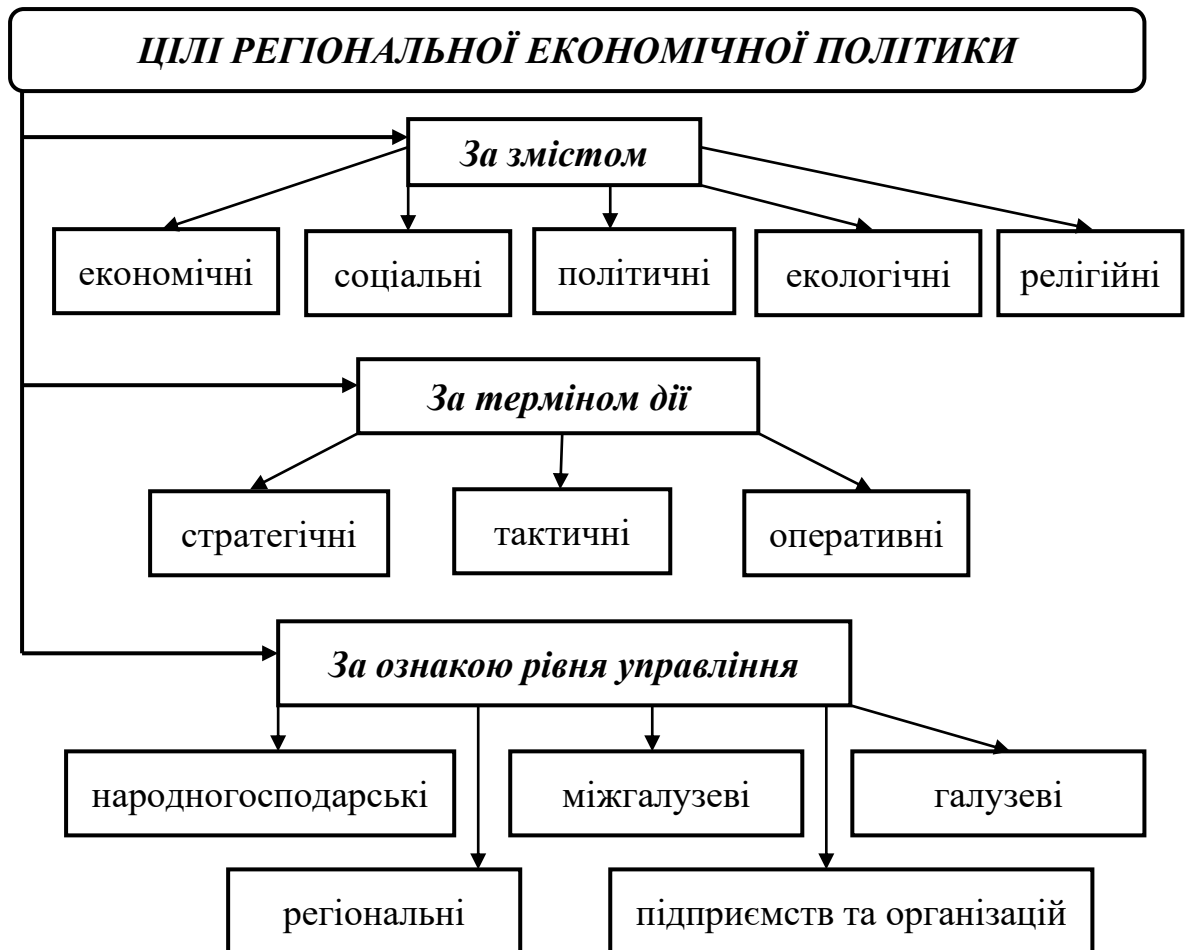 ЦІЛІ РЕГІОНАЛЬНОЇ ЕКОНОМІЧНОЇ ПОЛІТИКИ
За змістом
економічні
соціальні
політичні
екологічні
релігійні
За терміном дії
стратегічні
тактичні
оперативні
За ознакою рівня управління
народногосподарські
міжгалузеві
галузеві
регіональні
підприємств та організацій